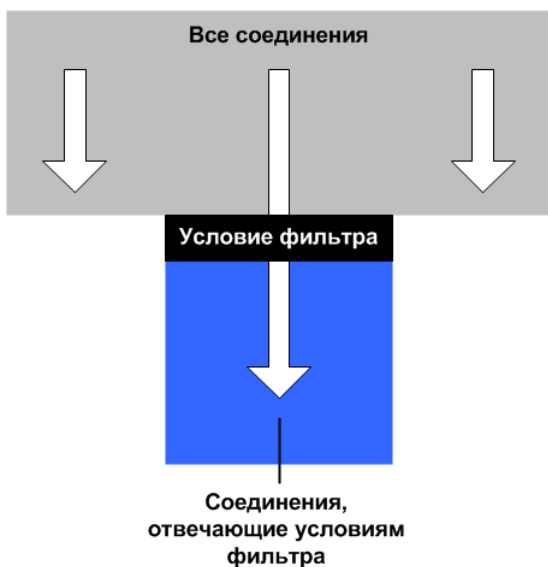 Все соединения
Условие фильтра
Соединения,
отвечающие условиям
фильтра